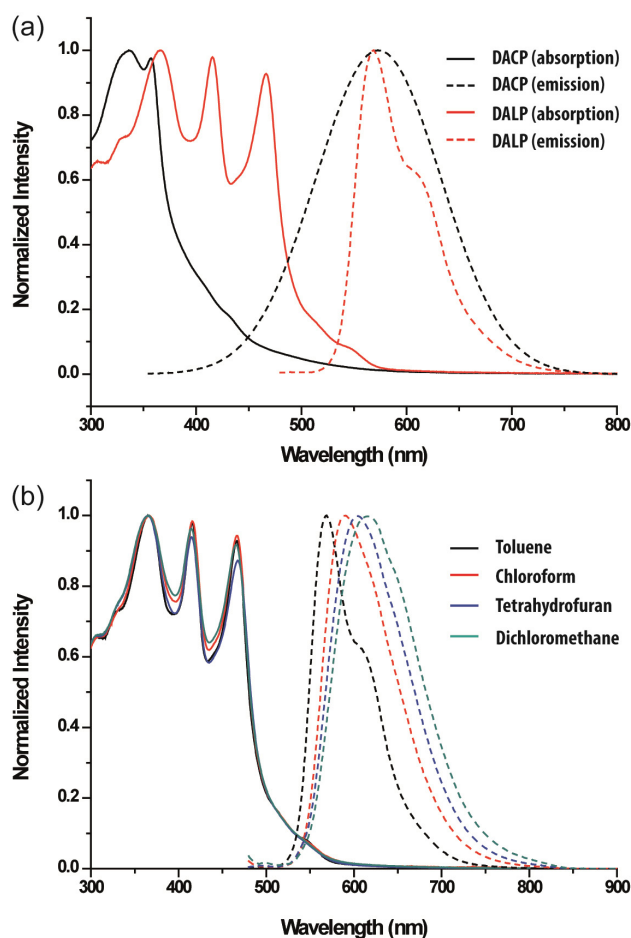 (a)
1.0
0.8
0.6
0.4
0.2
0.0
Normalized Intensity
DACP (absorption)
DACP (emission)
DALP (absorption)
DALP (emission)
300 400 500 600 700 800
Wavelength (nm)
(b)
1.0
0.8
0.6
0.4
0.2
0.0
Normalized Intensity
Toluene
Chloroform
Tetrahydrofuran
Dichloromethane
300 400 500 600 700 800 900
Wavelength (nm)